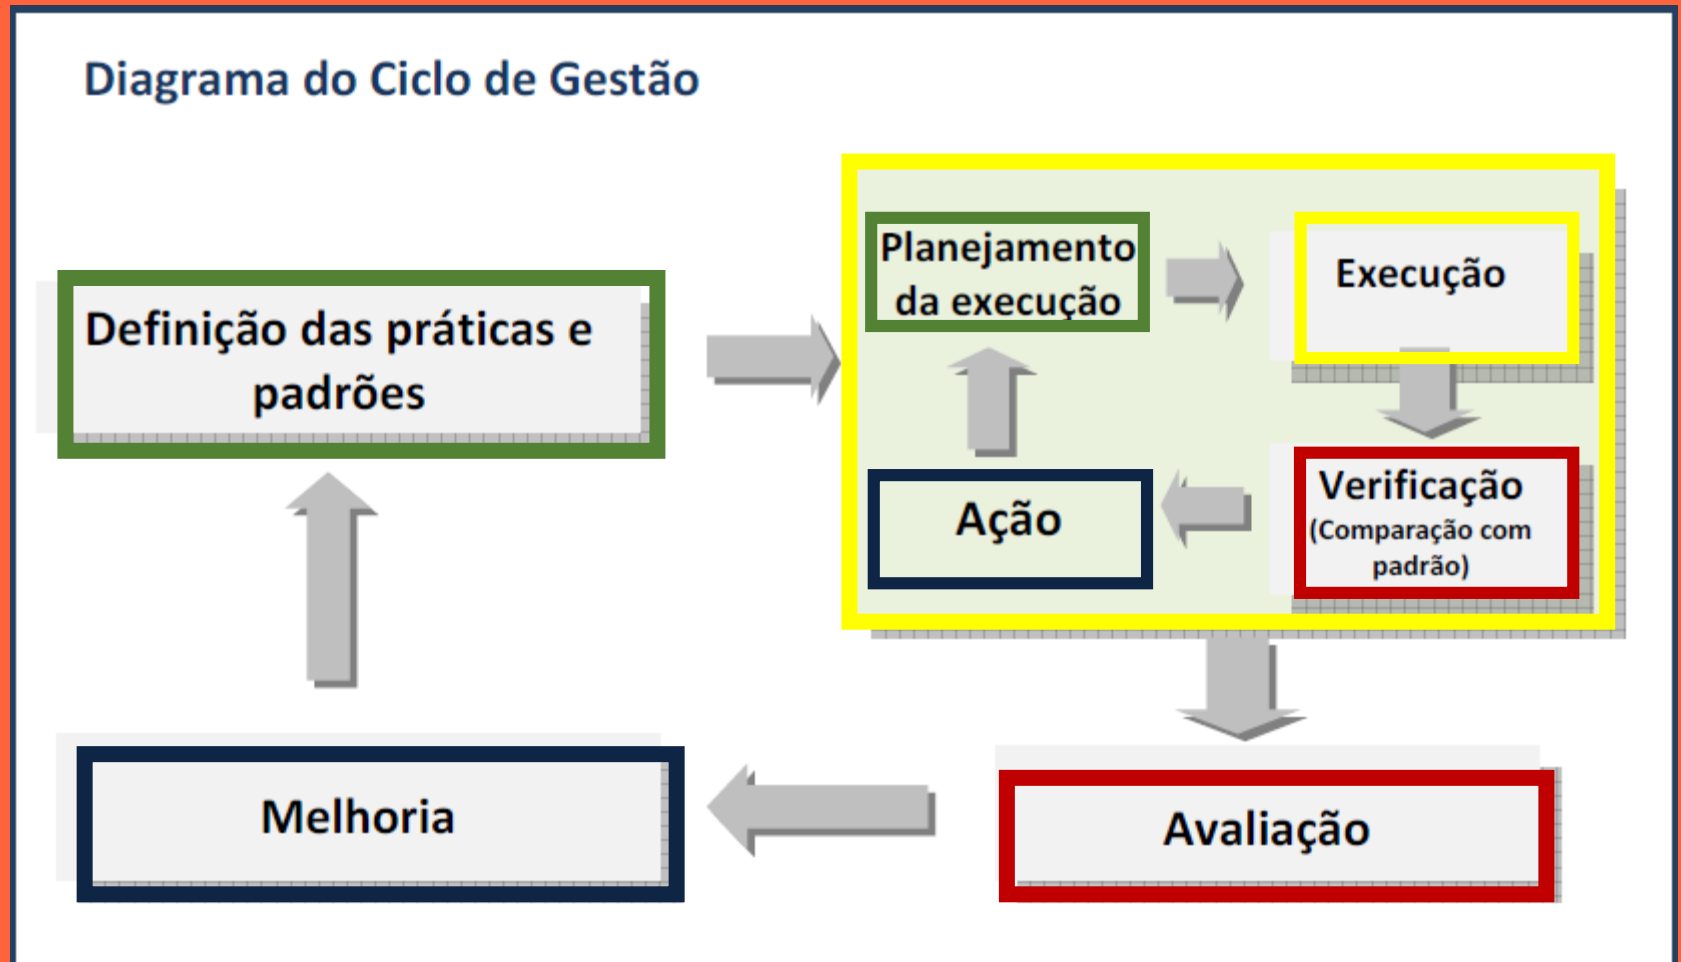 Diagrama do Ciclo de Gestão
Definição das práticas e
padrões
Planejamento
da execução
Execução
Ação
Verificação
(Comparação com
padrão)
Melhoria
Avaliação